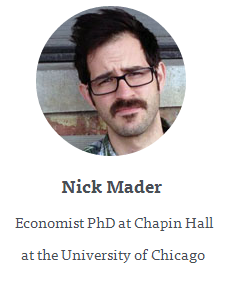 Nick Mader
Economist PhD at Chapin Hall
at the University of Chicago